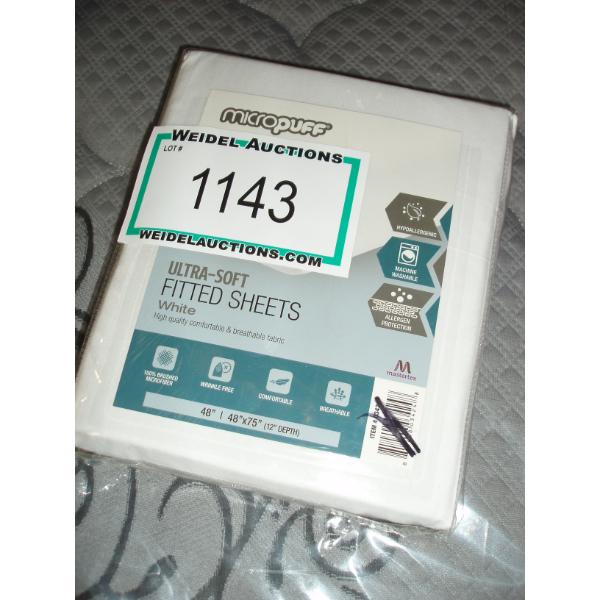 micropuff
WEIDEL AUCTIONS
LOT #
1143
WEIDELAUCTIONS.COM
HYPOALLERGENIC
MACHINE
WASHABLE
ALLERGEN
PROTECTION
ULTRA-SOFT
FITTED SHEETS
White
High quality comfortable & breathable fabric
100% BRUSHED
MICROFIBER
WRINKLE FREE
COMFORTABLE
BREATHABLE
M
mastertex
48" | 48"x75" (12" DEPTH)
ITEM #